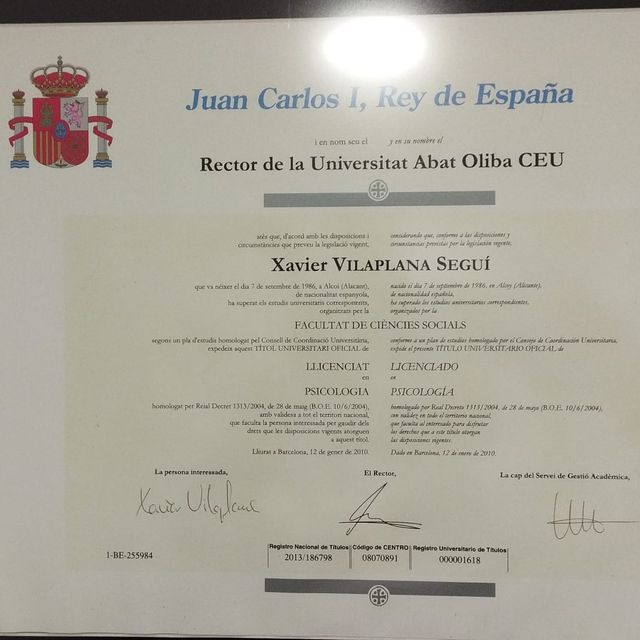 Juan Carlos I, Rey de España
i en nom seu el y en su nombre el
Rector de la Universitat Abat Oliba CEU
atès que, d'acord amb les disposicions i
circumstàncies que preveu la legislació vigent,
considerando que, conforme a las disposiciones y
circunstancias previstas por la legislación vigente,
Xavier VILAPLANA SEGUÍ
que va néixer el dia 7 de setembre de 1986, a Alcoi (Alacant),
de nacionalitat espanyola,
ha superat els estudis universitaris corresponents,
organitzats per la
nacido el día 7 de septiembre de 1986, en Alcoy (Alicante),
de nacionalidad española,
ha superado los estudios universitarios correspondientes,
organizados por la
FACULTAT DE CIÈNCIES SOCIALS
segons un pla d'estudis homologat pel Consell de Coordinació Universitària,
expedeix aquest TÍTOL UNIVERSITARI OFICIAL de
conforme a un plan de estudios homologado por el Consejo de Coordinación Universitaria,
expide el presente TÍTULO UNIVERSITARIO OFICIAL de
LLICENCIAT LICENCIADO
en en
PSICOLOGIA PSICOLOGÍA
homologat per Reial Decret 1313/2004, de 28 de maig (B.O.E. 10/6/2004),
amb validesa a tot el territori nacional,
que faculta la persona interessada per gaudir dels
drets que les disposicions vigents atorguen
a aquest títol.
homologado por Real Decreto 1313/2004, de 28 de mayo (B.O.E. 10/6/2004),
con validez en todo el territorio nacional,
que faculta al interesado para disfrutar
los derechos que a este título otorgan
las disposiciones vigentes.
Lliurat a Barcelona, 12 de gener de 2010. Dado en Barcelona, 12 de enero de 2010.
La persona interessada, El Rector, La cap del Servei de Gestió Acadèmica,
Xavier Vilaplana
Registro Nacional de Títulos Código de CENTRO Registro Universitario de Títulos
1-BE-255984 2013/186798 08070891 000001618